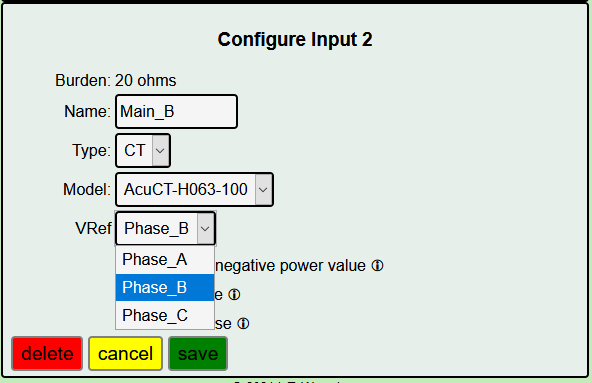 Configure Input 2
Burden: 20 ohms
Name: Main_B
Type: CT
Model: AcuCT-H063-100
VRef Phase_B
Phase_A
negative power value ⓘ
Phase_B
e ⓘ
Phase_C
se ⓘ
delete cancel save